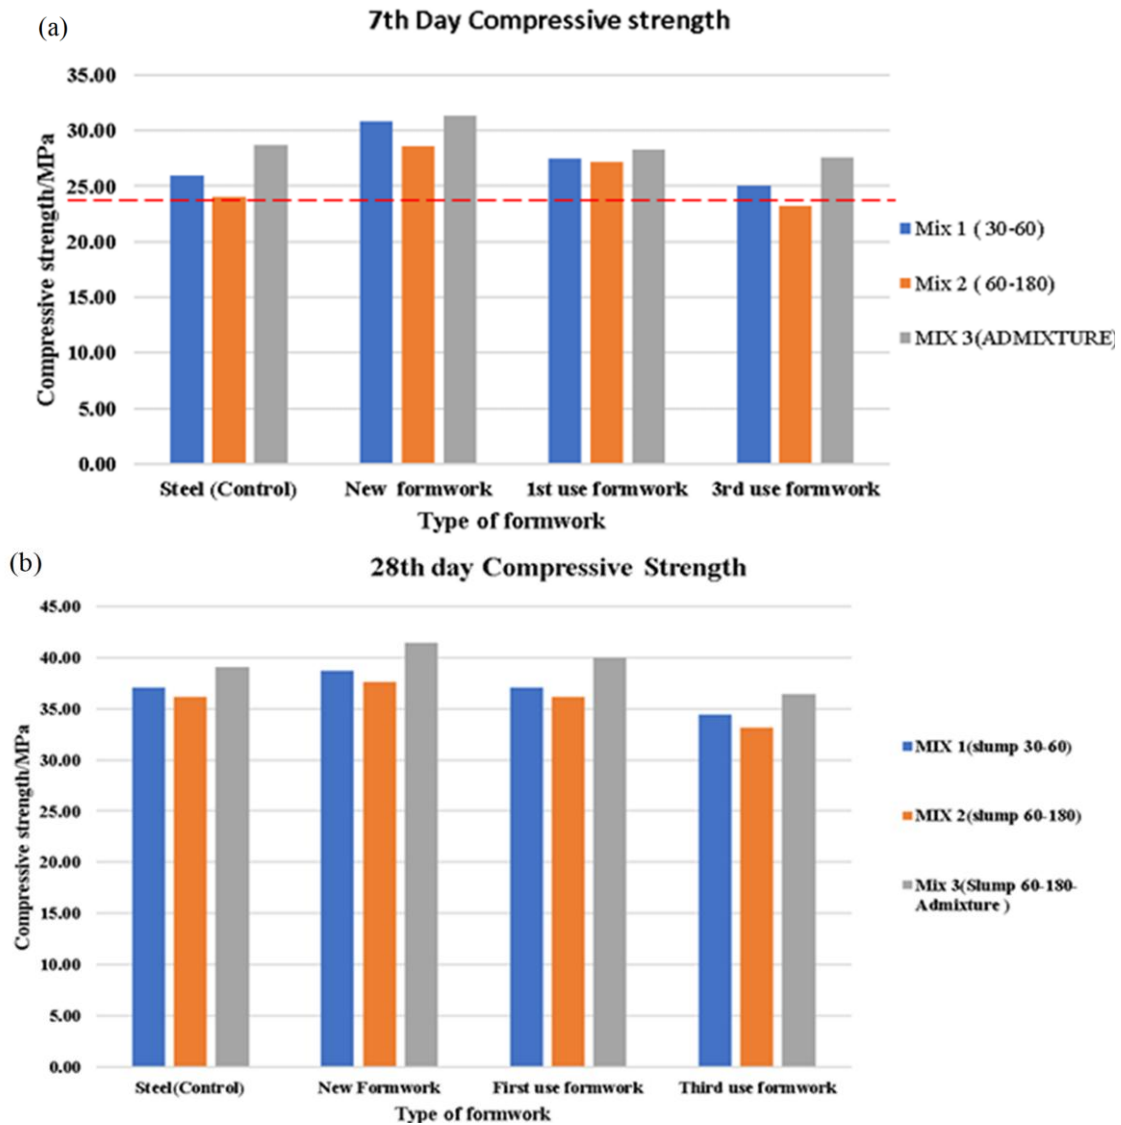 (a)
7th Day Compressive strength
35.00
30.00
25.00
20.00
15.00
10.00
5.00
0.00
Compressive strength/MPa
Steel (Control) New formwork 1st use formwork 3rd use formwork
Type of formwork
Mix 1 ( 30-60)
Mix 2 ( 60-180)
MIX 3(ADMIXTURE)
(b)
28th day Compressive Strength
45.00
40.00
35.00
30.00
25.00
20.00
15.00
10.00
5.00
0.00
Compressive strength/MPa
Steel(Control) New Formwork First use formwork Third use formwork
Type of formwork
MIX 1(slump 30-60)
MIX 2(slump 60-180)
Mix 3(Slump 60-180-
Admixture )